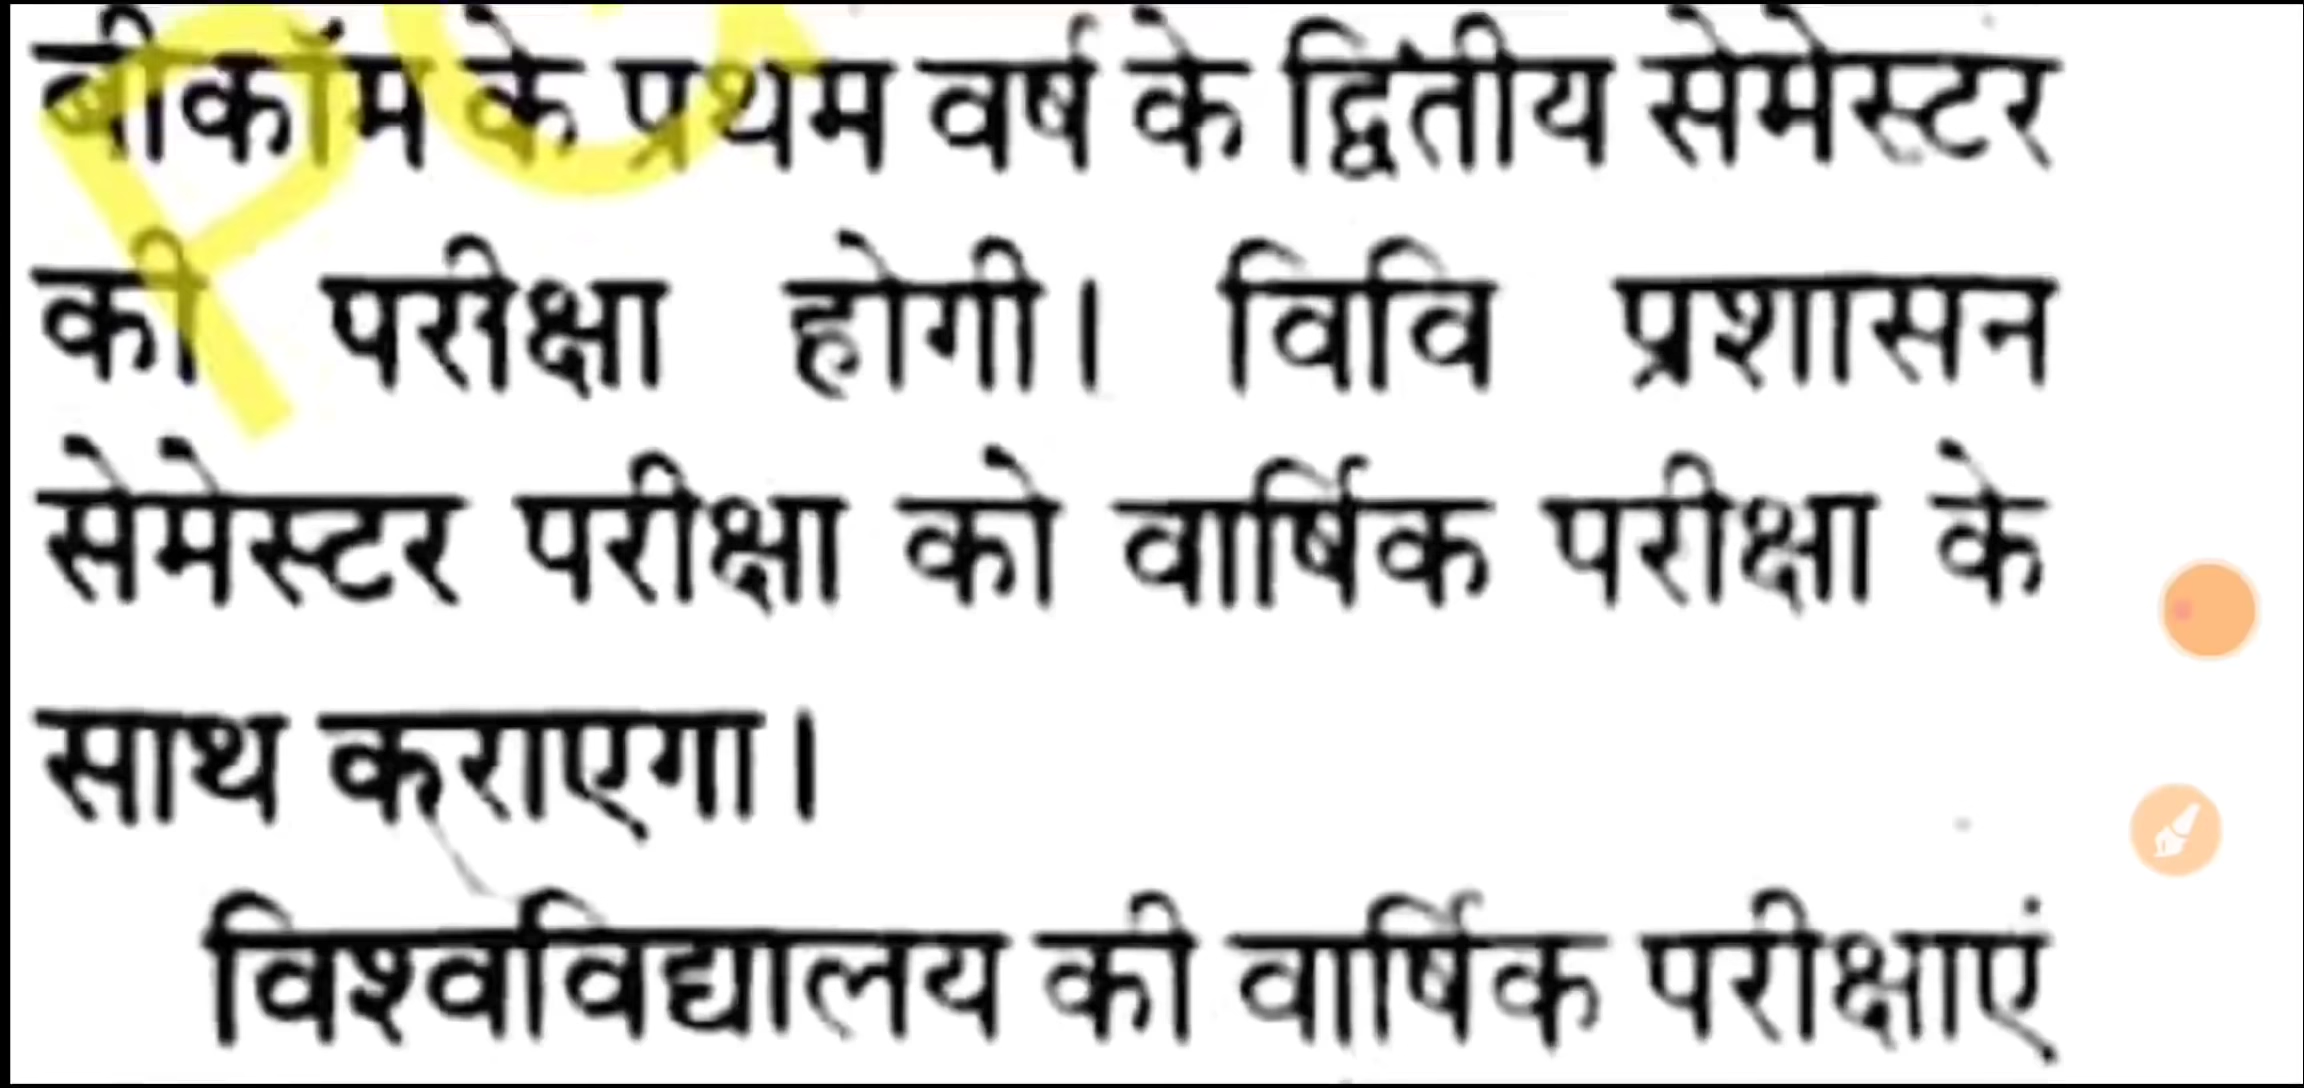 बीकॉम के प्रथम वर्ष के द्वितीय सेमेस्टर
की परीक्षा होगी। विवि प्रशासन
सेमेस्टर परीक्षा को वार्षिक परीक्षा के
साथ कराएगा।
विश्वविद्यालय की वार्षिक परीक्षाएं